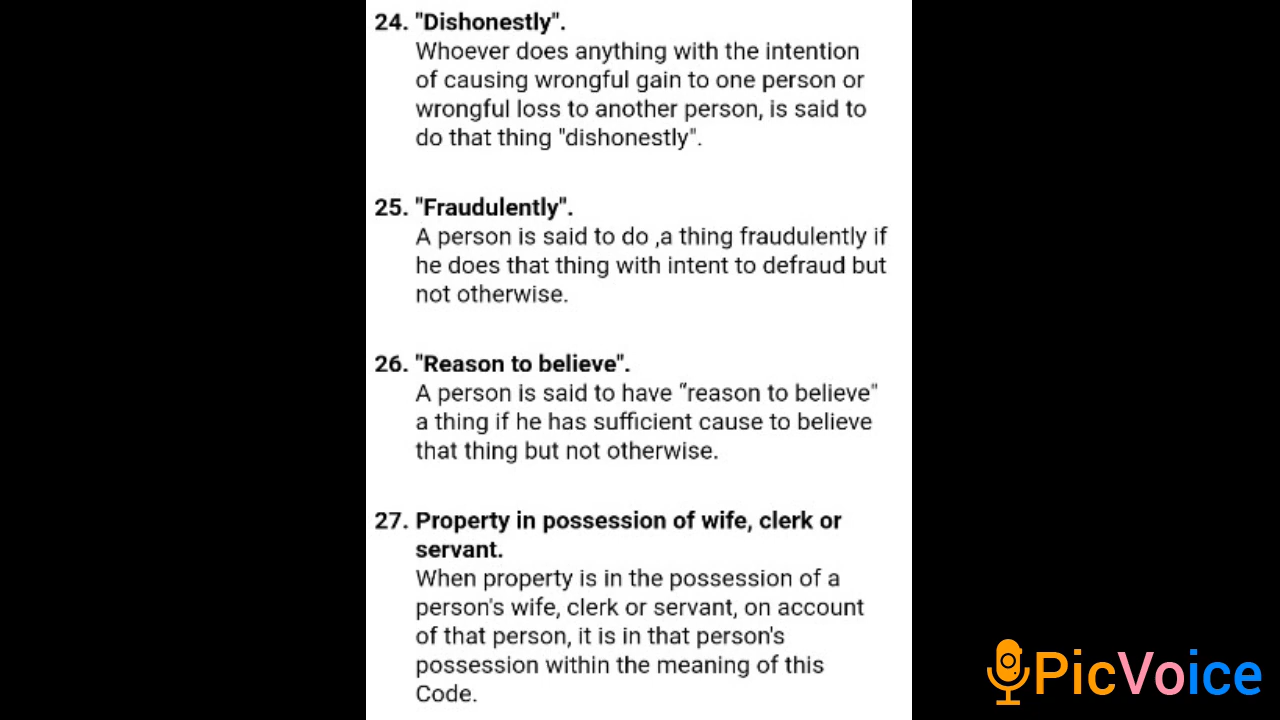 24. "Dishonestly".
Whoever does anything with the intention
of causing wrongful gain to one person or
wrongful loss to another person, is said to
do that thing "dishonestly".
25. "Fraudulently".
A person is said to do ,a thing fraudulently if
he does that thing with intent to defraud but
not otherwise.
26. "Reason to believe".
A person is said to have “reason to believe"
a thing if he has sufficient cause to believe
that thing but not otherwise.
27. Property in possession of wife, clerk or
servant.
When property is in the possession of a
person's wife, clerk or servant, on account
of that person, it is in that person's
possession within the meaning of this
Code.
PicVoice